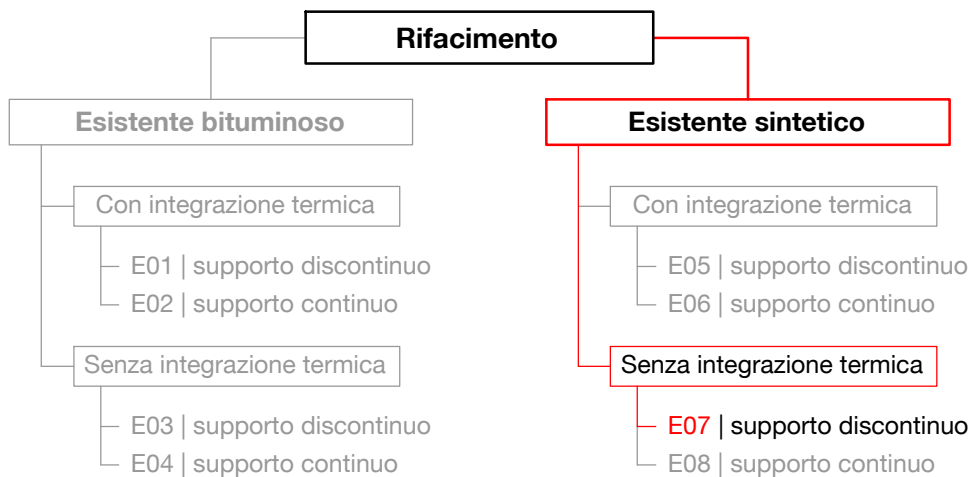 Rifacimento
Esistente bituminoso
Con integrazione termica
E01 | supporto discontinuo
E02 | supporto continuo
Senza integrazione termica
E03 | supporto discontinuo
E04 | supporto continuo
Esistente sintetico
Con integrazione termica
E05 | supporto discontinuo
E06 | supporto continuo
Senza integrazione termica
E07 | supporto discontinuo
E08 | supporto continuo